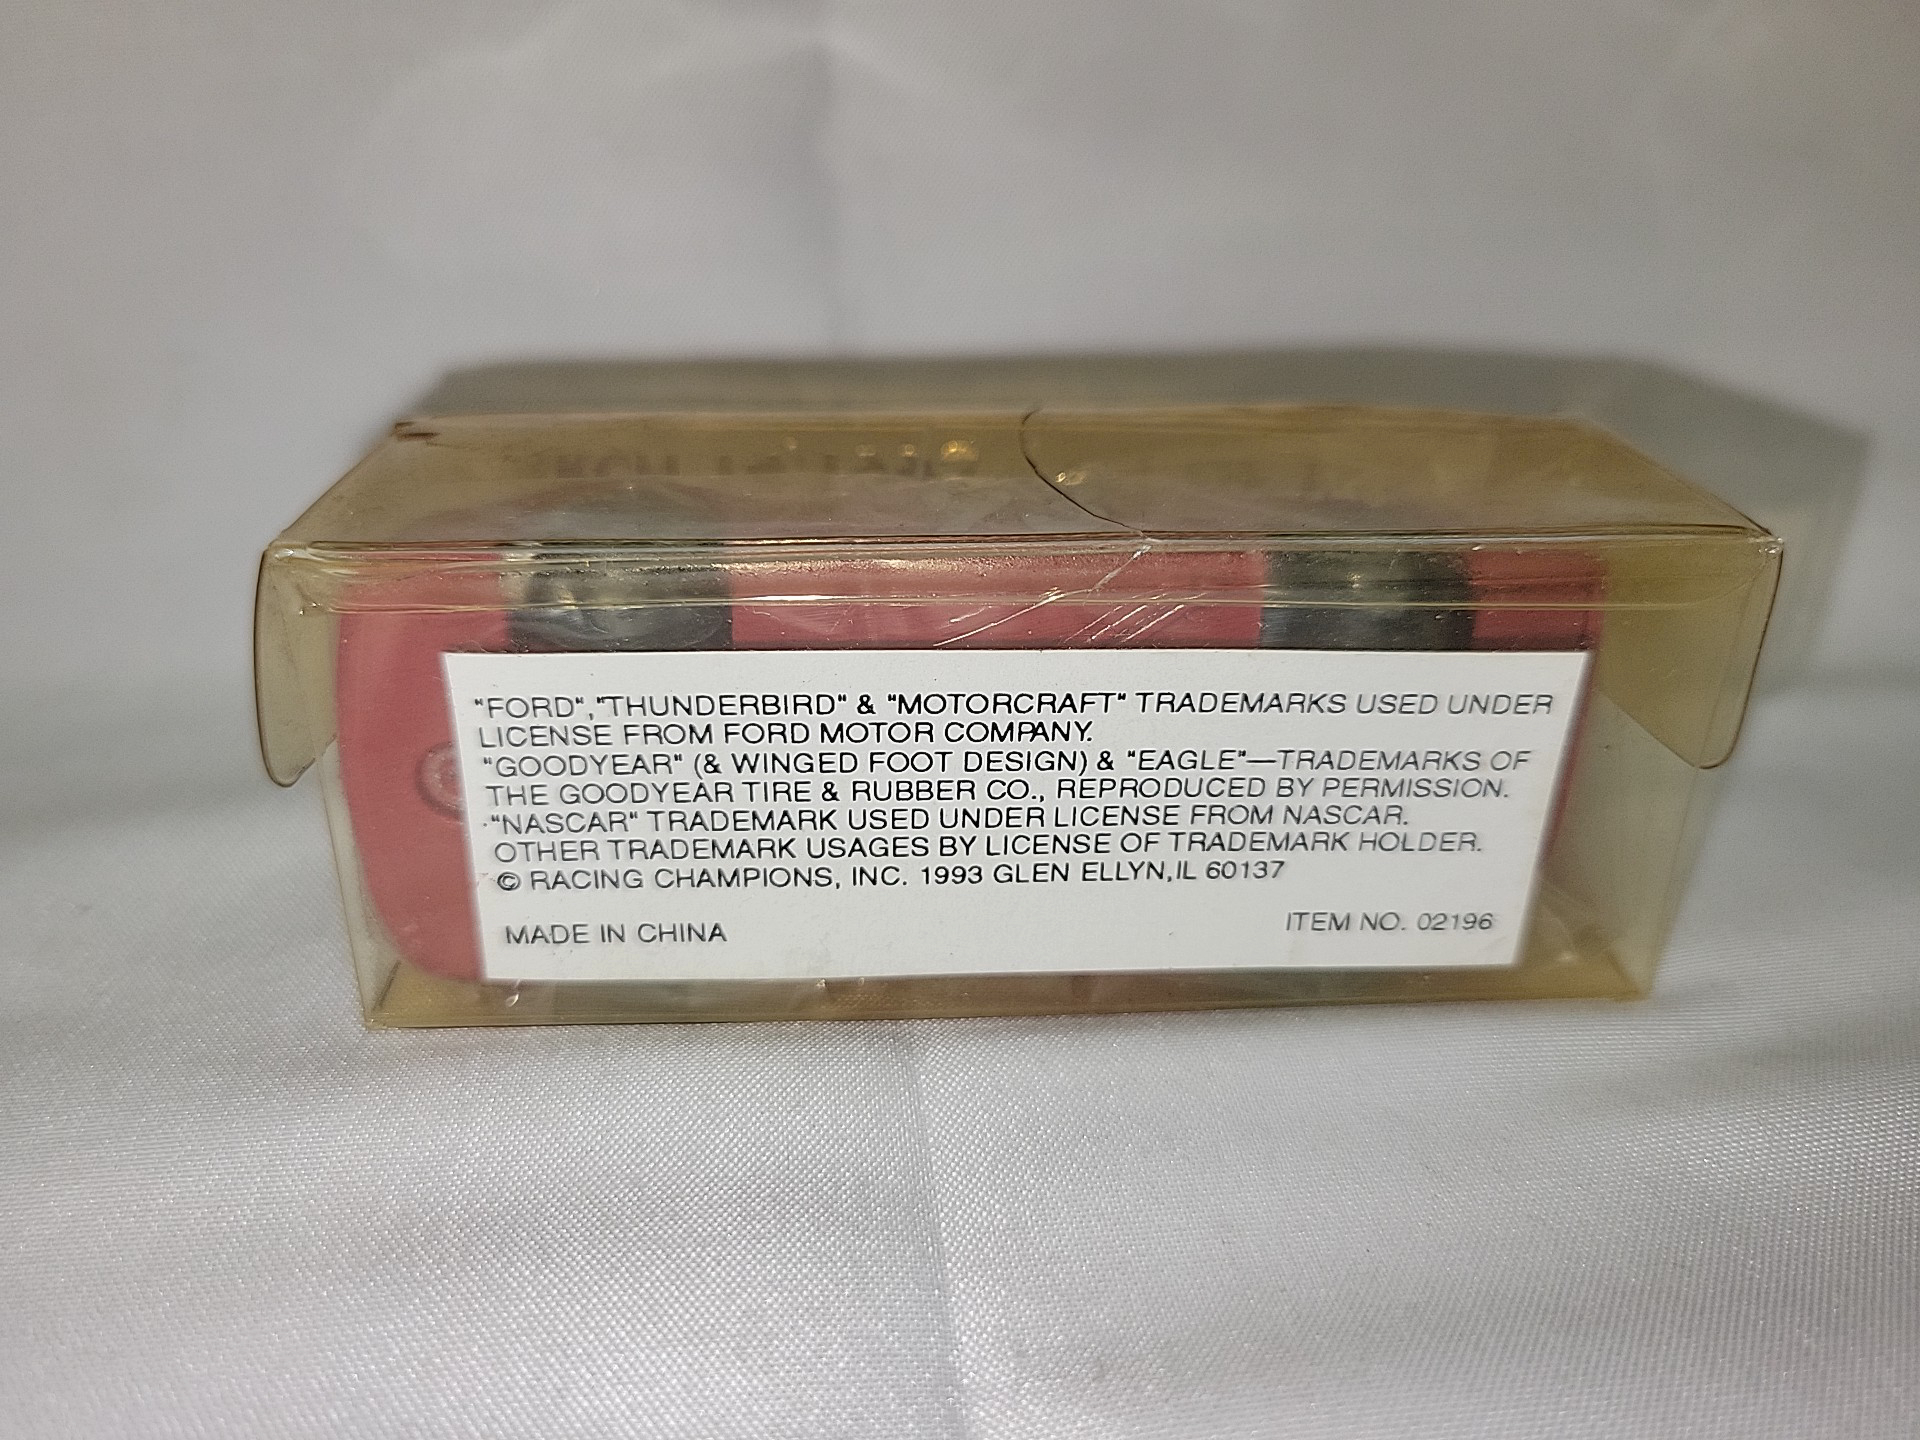 "FORD","THUNDERBIRD" & "MOTORCRAFT" TRADEMARKS USED UNDER
LICENSE FROM FORD MOTOR COMPANY.
"GOODYEAR" (& WINGED FOOT DESIGN) & "EAGLE"—TRADEMARKS OF
THE GOODYEAR TIRE & RUBBER CO., REPRODUCED BY PERMISSION.
"NASCAR" TRADEMARK USED UNDER LICENSE FROM NASCAR.
OTHER TRADEMARK USAGES BY LICENSE OF TRADEMARK HOLDER.
© RACING CHAMPIONS, INC. 1993 GLEN ELLYN,IL 60137
MADE IN CHINA
ITEM NO. 02196